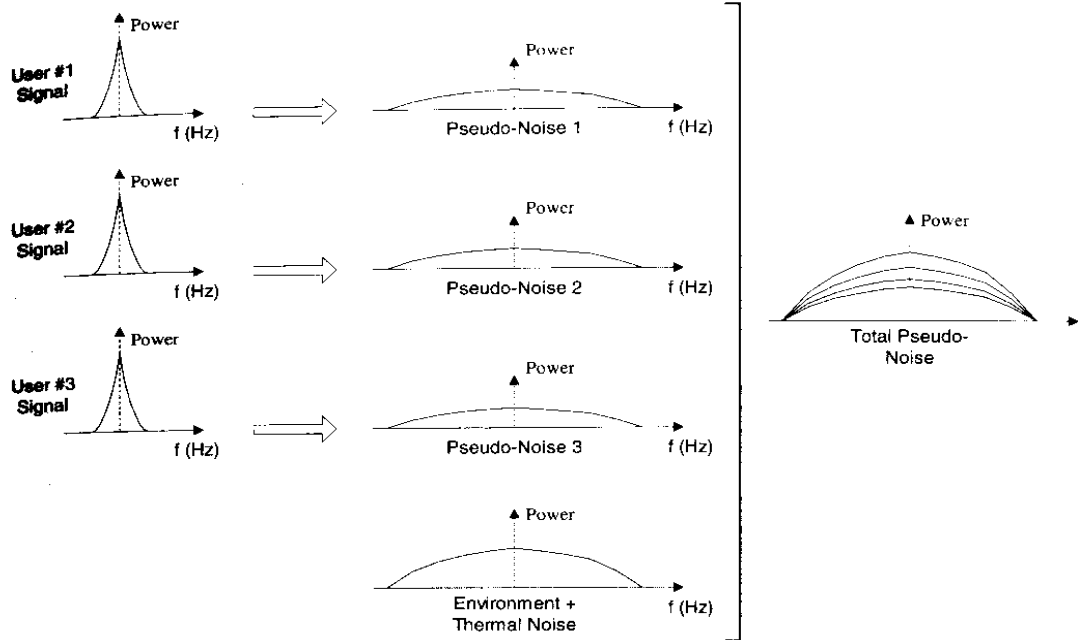 Power
User #1
Signal
f (Hz)
Power
Pseudo-Noise 1
f (Hz)
Power
User #2
Signal
f (Hz)
Power
Pseudo-Noise 2
f (Hz)
Power
User #3
Signal
f (Hz)
Power
Pseudo-Noise 3
f (Hz)
Power
Environment +
Thermal Noise
f (Hz)
Power
Total Pseudo-
Noise